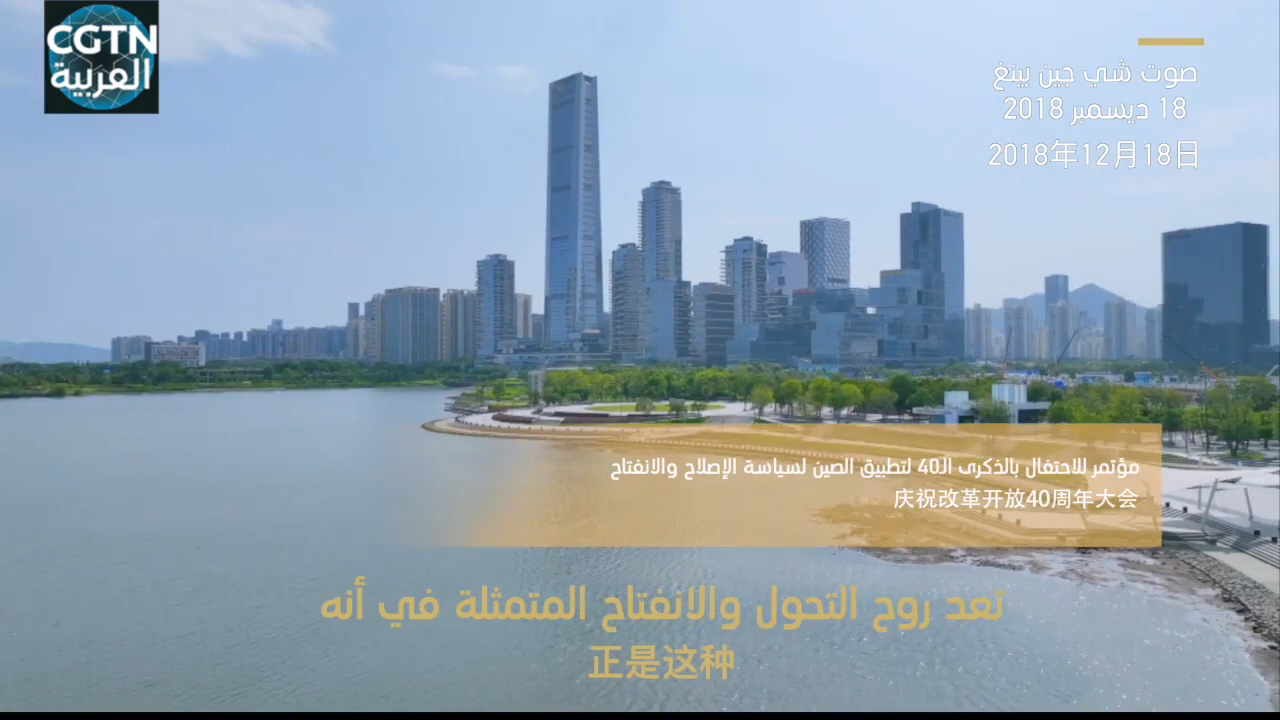 CGTN
العربية
صوت شي جين بينغ
18 ديسمبر 2018
2018年12月18日
مؤتمر للاحتفال بالذكرى الـ40 لتطبيق الصين لسياسة الإصلاح والانفتاح
庆祝改革开放40周年大会
تعد روح التحول والانفتاح المتمثلة في أنه
正是这种